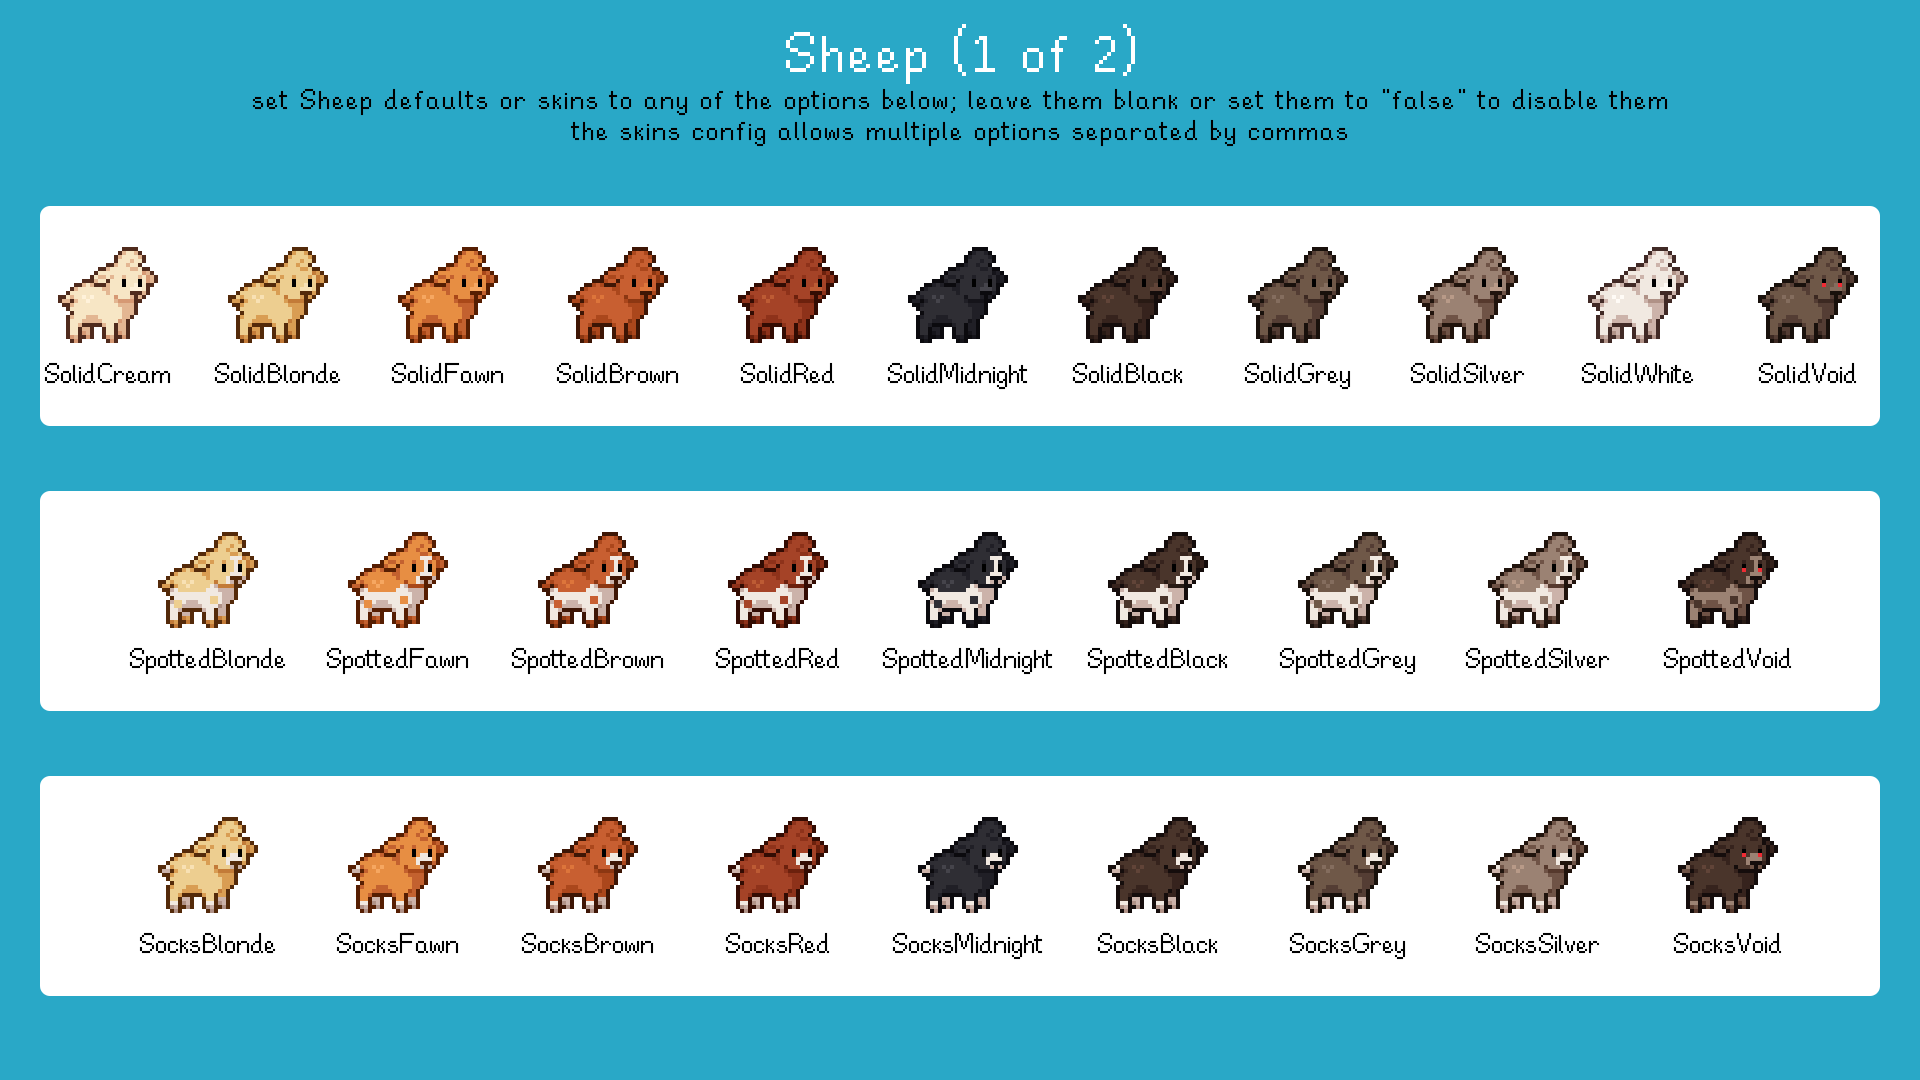 Sheep (1 of 2)
set Sheep defaults or skins to any of the options below; leave them blank or set them to "false" to disable them
the skins config allows multiple options separated by commas
SolidCream SolidBlonde SolidFawn SolidBrown SolidRed SolidMidnight SolidBlack SolidGrey SolidSilver SolidWhite SolidVoid
SpottedBlonde SpottedFawn SpottedBrown SpottedRed SpottedMidnight SpottedBlack SpottedGrey SpottedSilver SpottedVoid
SocksBlonde SocksFawn SocksBrown SocksRed SocksMidnight SocksBlack SocksGrey SocksSilver SocksVoid